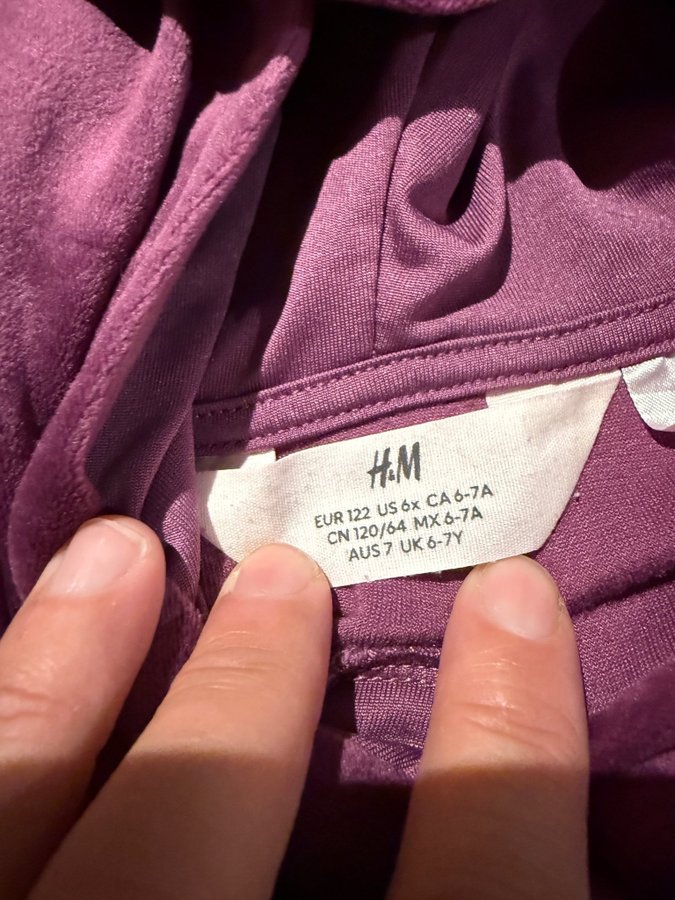 H&M
EUR 122 US 6x CA 6-7A
CN 120/64 MX 6-7A
AUS 7 UK 6-7Y